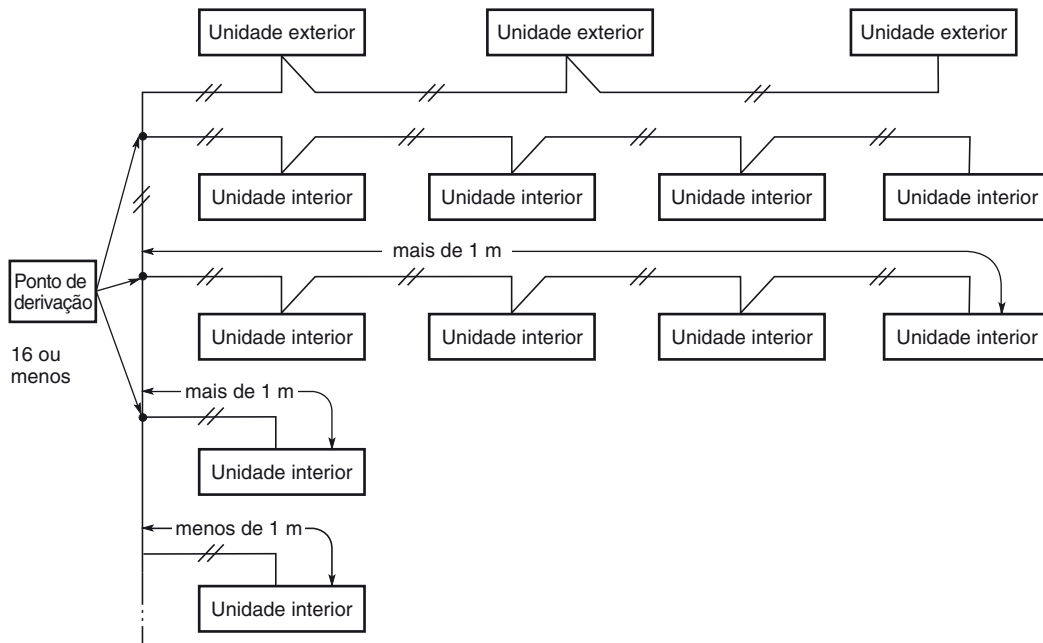 Unidade exterior Unidade exterior Unidade exterior
Unidade interior Unidade interior Unidade interior Unidade interior
mais de 1 m
Ponto de
derivação
Unidade interior Unidade interior Unidade interior Unidade interior
16 ou
menos
mais de 1 m
Unidade interior
menos de 1 m
Unidade interior